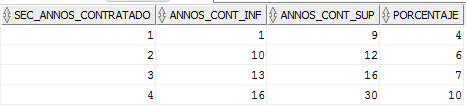 SEC_ANNOS_CONTRATADO ANNOS_CONT_INF ANNOS_CONT_SUP PORCENTAJE
1 1 9 4
2 10 12 6
3 13 16 7
4 16 30 10